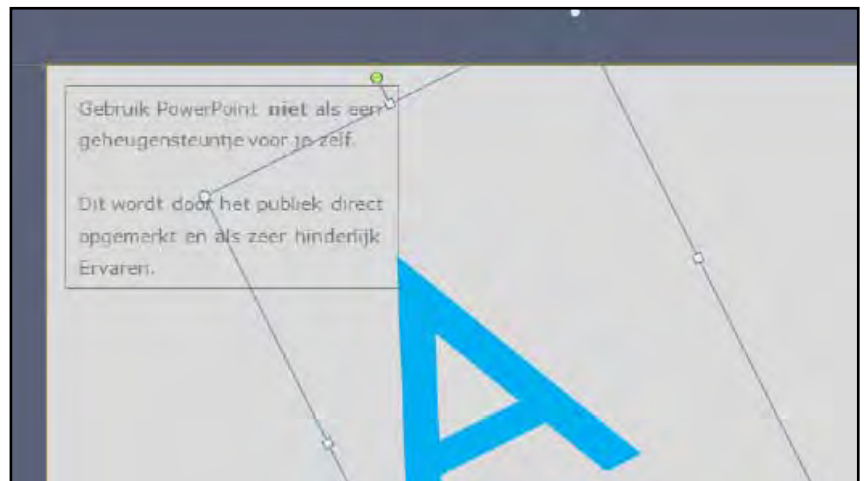 Gebruik PowerPoint niet als een
geheugensteuntje voor je zelf.
Dit wordt door het publiek direct
opgemerkt en als zeer hinderlijk
Ervaren.
A